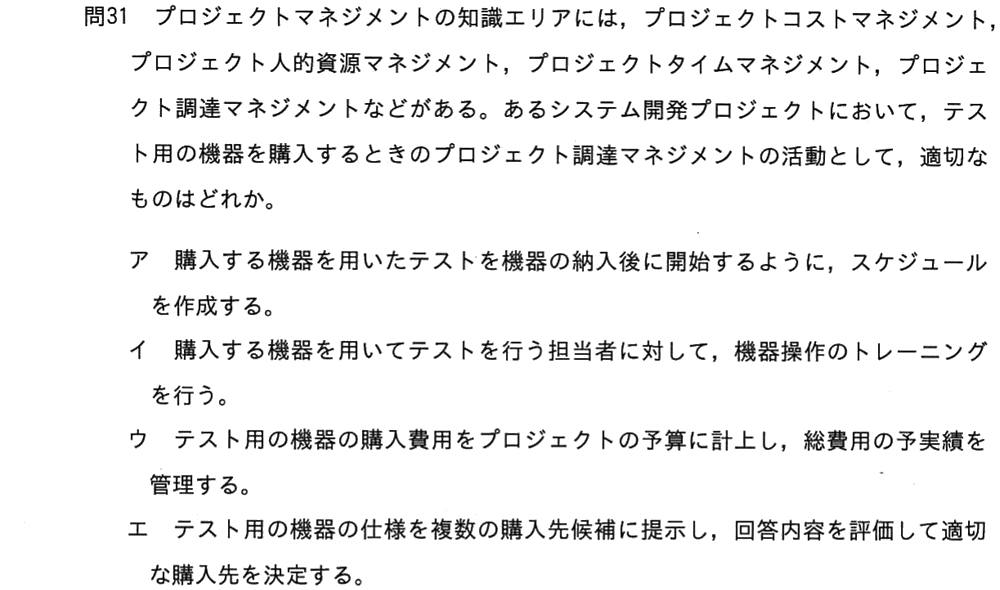 問31　プロジェクトマネジメントの知識エリアには，プロジェクトコストマネジメント，
プロジェクト人的資源マネジメント，プロジェクトタイムマネジメント，プロジェ
クト調達マネジメントなどがある。あるシステム開発プロジェクトにおいて，テス
ト用の機器を購入するときのプロジェクト調達マネジメントの活動として，適切な
ものはどれか。
ア　購入する機器を用いたテストを機器の納入後に開始するように，スケジュール
を作成する。
イ　購入する機器を用いてテストを行う担当者に対して，機器操作のトレーニング
を行う。
ウ　テスト用の機器の購入費用をプロジェクトの予算に計上し，総費用の予実績を
管理する。
エ　テスト用の機器の仕様を複数の購入先候補に提示し，回答内容を評価して適切
な購入先を決定する。